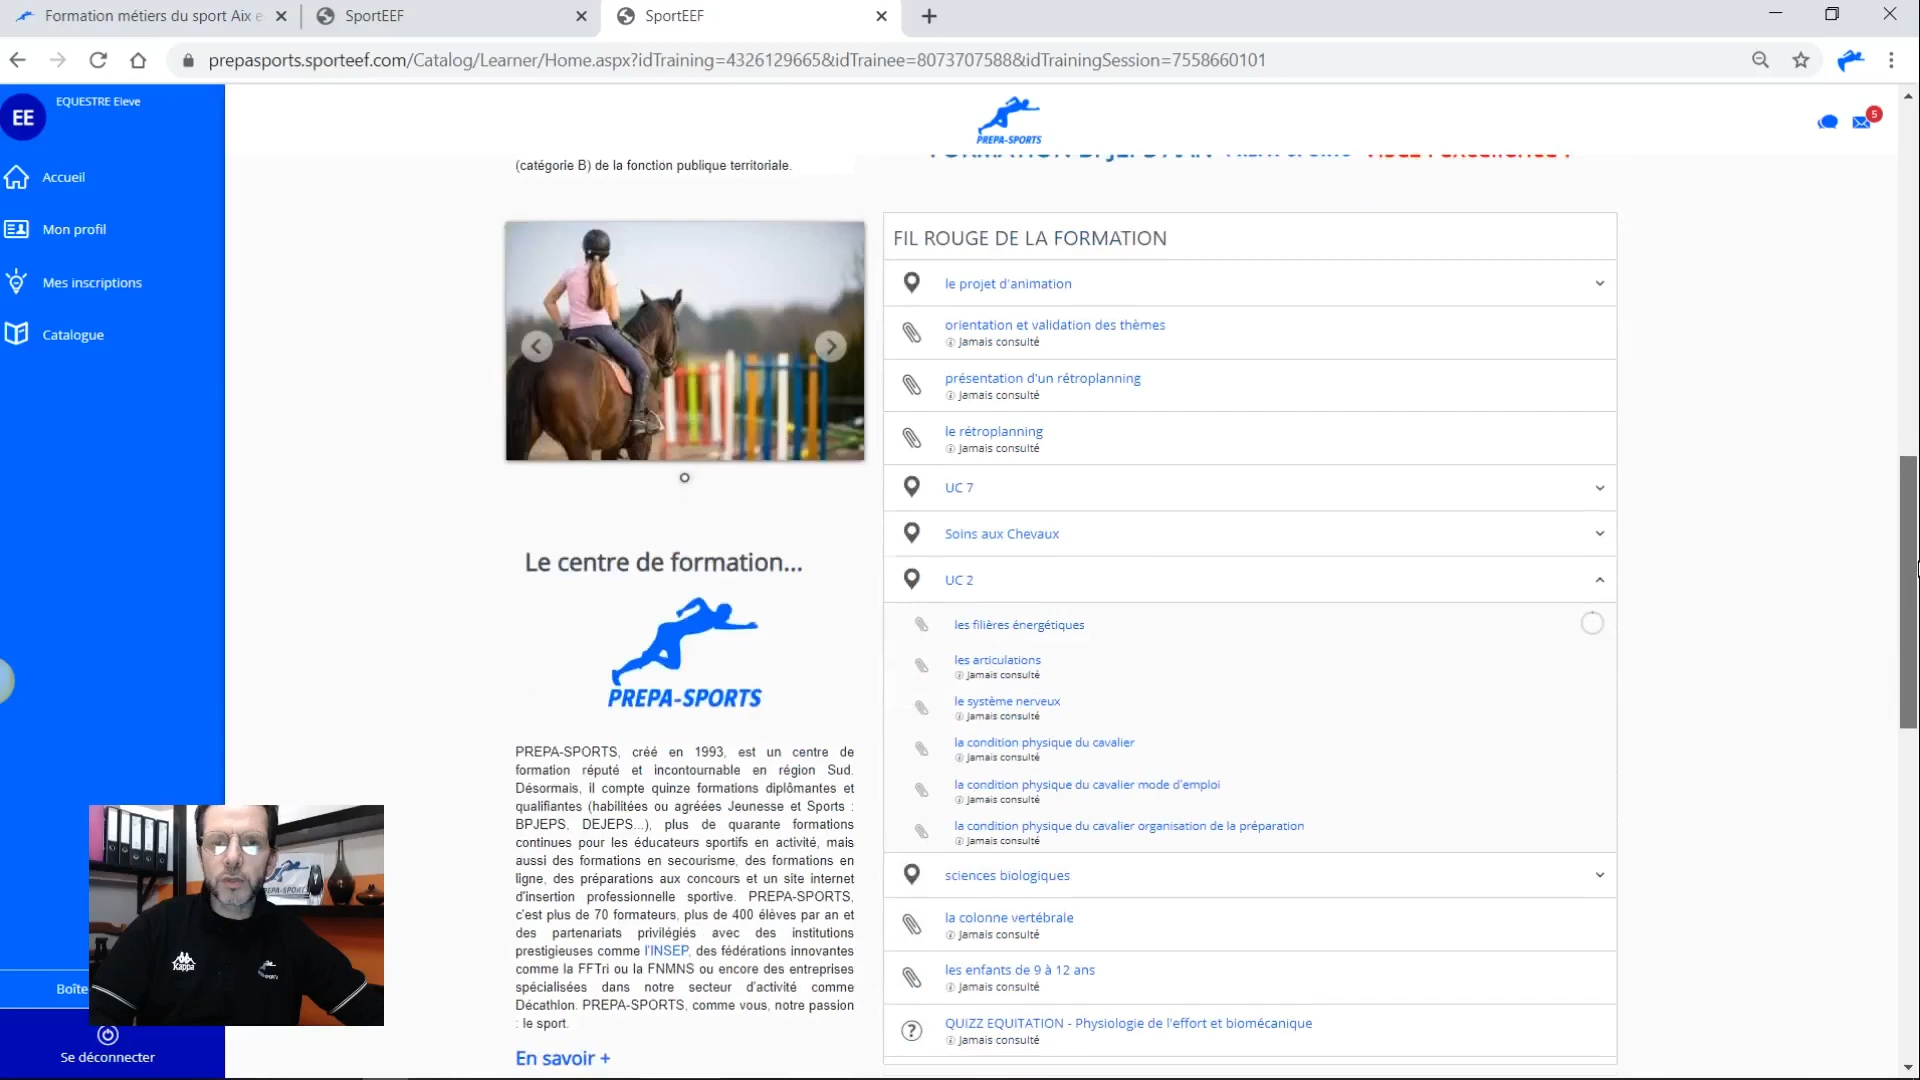 Formation métiers du sport Aix e
SportEEF
SportEEF
prepasports.sporteef.com/Catalog/Learner/Home.aspx?idTraining=4326129665&idTrainee=8073707588&idTrainingSession=7558660101
EE
EQUESTRE Eleve
Accueil
Mon profil
Mes inscriptions
Catalogue
Boîte
Se déconnecter
PREPA-SPORTS
5
(catégorie B) de la fonction publique territoriale.
Le centre de formation...
PREPA-SPORTS
PREPA-SPORTS, créé en 1993, est un centre de
formation réputé et incontournable en région Sud.
Désormais, il compte quinze formations diplômantes et
qualifiantes (habilitées ou agréées Jeunesse et Sports :
BPJEPS, DEJEPS...), plus de quarante formations
continues pour les éducateurs sportifs en activité, mais
aussi des formations en secourisme, des formations en
ligne, des préparations aux concours et un site internet
d'insertion professionnelle sportive. PREPA-SPORTS,
c'est plus de 70 formateurs, plus de 400 élèves par an et
des partenariats privilégiés avec des institutions
prestigieuses comme l'INSEP, des fédérations innovantes
comme la FFTri ou la FNMNS ou encore des entreprises
spécialisées dans notre secteur d'activité comme
Décathlon. PREPA-SPORTS, comme vous, notre passion
: le sport.
En savoir +
FIL ROUGE DE LA FORMATION
le projet d'animation
orientation et validation des thèmes
Jamais consulté
présentation d'un rétroplanning
Jamais consulté
le rétroplanning
Jamais consulté
UC 7
Soins aux Chevaux
UC 2
les filières énergétiques
les articulations
Jamais consulté
le système nerveux
Jamais consulté
la condition physique du cavalier
Jamais consulté
la condition physique du cavalier mode d'emploi
Jamais consulté
la condition physique du cavalier organisation de la préparation
Jamais consulté
sciences biologiques
la colonne vertébrale
Jamais consulté
les enfants de 9 à 12 ans
Jamais consulté
QUIZZ EQUITATION - Physiologie de l'effort et biomécanique
Jamais consulté
Kappa